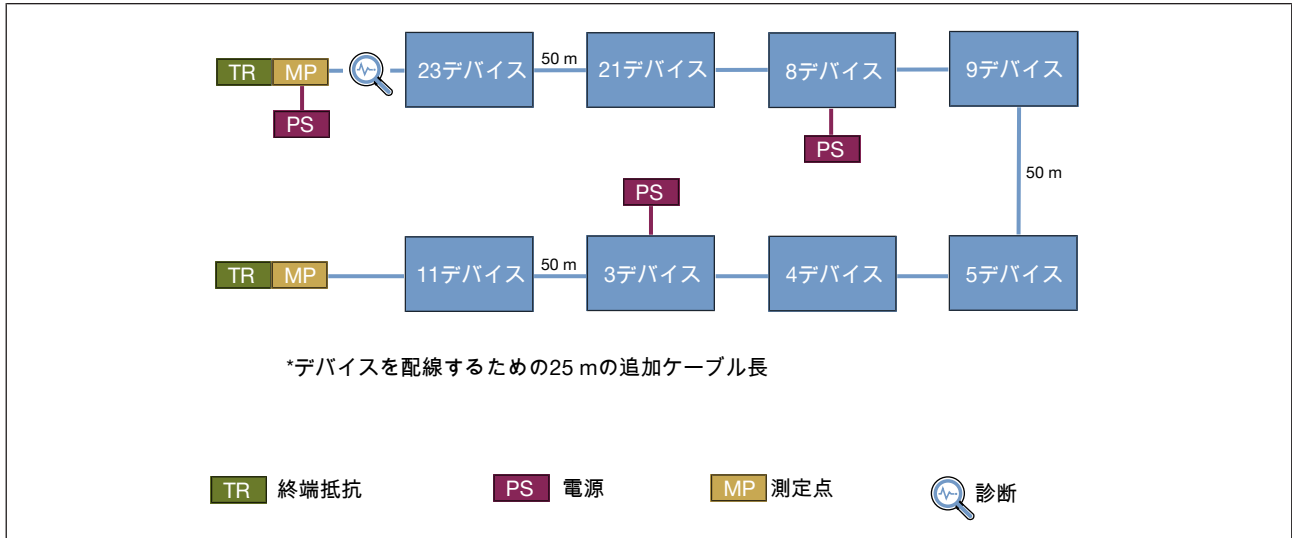 TR MP 23デバイス 50 m 21デバイス 8デバイス 9デバイス
PS
PS
50 m
PS
TR MP 11デバイス 50 m 3デバイス 4デバイス 5デバイス
*デバイスを配線するための25 mの追加ケーブル長
TR 終端抵抗 PS 電源 MP 測定点 診断